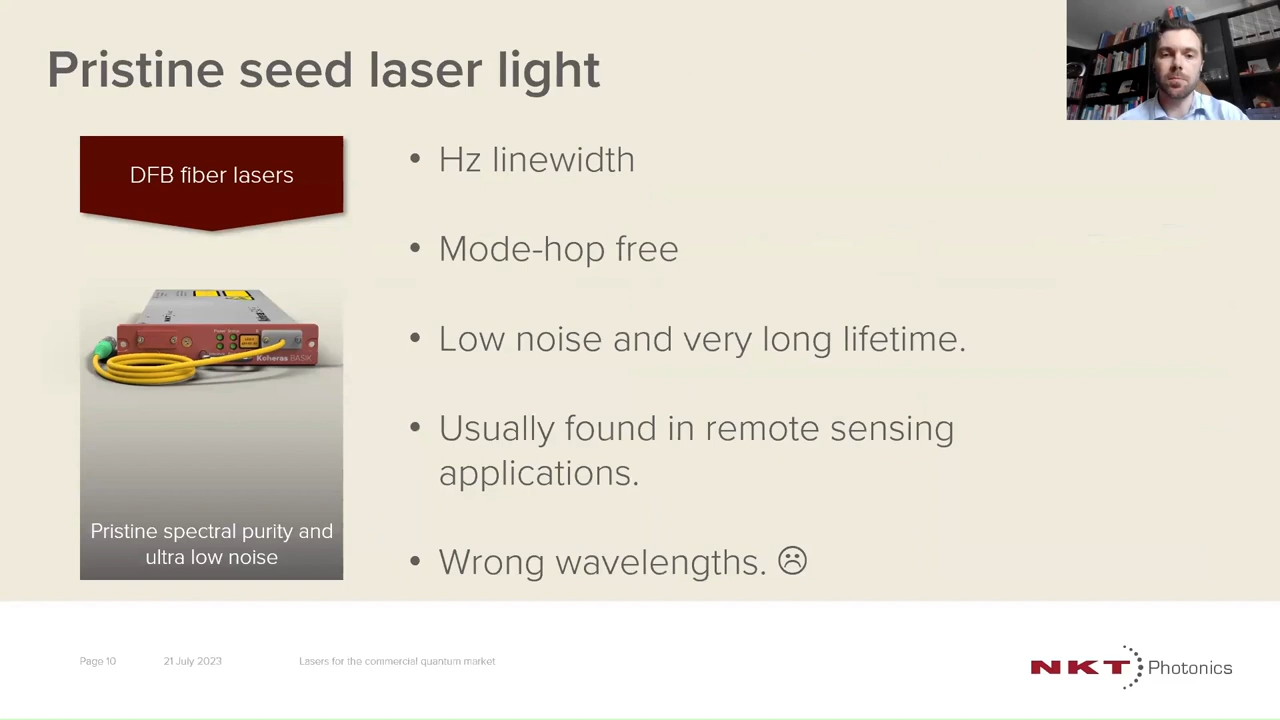 Pristine seed laser light
DFB fiber lasers
Koheras BASIK
Pristine spectral purity and
ultra low noise
• Hz linewidth
• Mode-hop free
• Low noise and very long lifetime.
• Usually found in remote sensing
applications.
• Wrong wavelengths. ☹
Page 10
21 July 2023
Lasers for the commercial quantum market
NKT Photonics